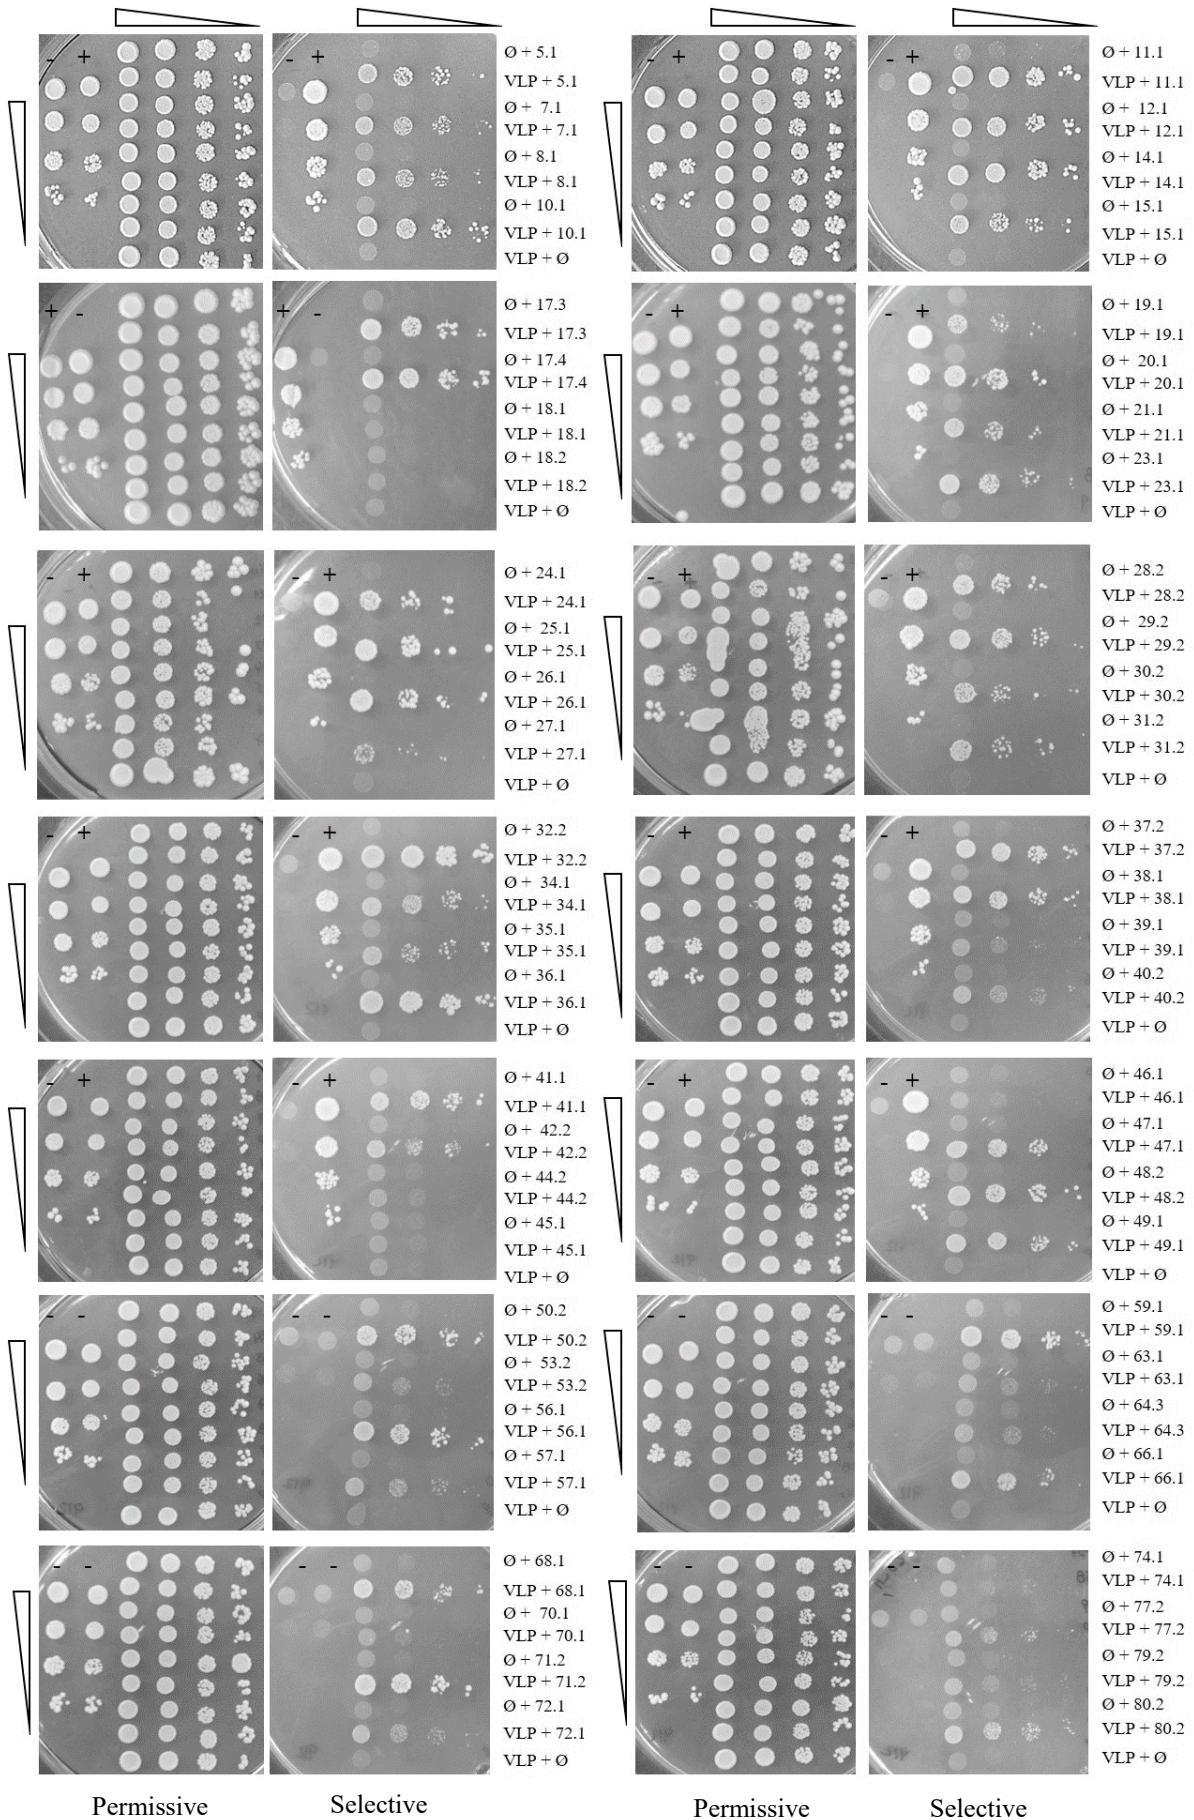 - +
- +
Ø + 5.1
VLP + 5.1
Ø + 7.1
VLP + 7.1
Ø + 8.1
VLP + 8.1
Ø + 10.1
VLP + 10.1
VLP + Ø
- +
- +
Ø + 11.1
VLP + 11.1
Ø + 12.1
VLP + 12.1
Ø + 14.1
VLP + 14.1
Ø + 15.1
VLP + 15.1
VLP + Ø
+ -
+ -
Ø + 17.3
VLP + 17.3
Ø + 17.4
VLP + 17.4
Ø + 18.1
VLP + 18.1
Ø + 18.2
VLP + 18.2
VLP + Ø
- +
- +
Ø + 19.1
VLP + 19.1
Ø + 20.1
VLP + 20.1
Ø + 21.1
VLP + 21.1
Ø + 23.1
VLP + 23.1
VLP + Ø
- +
- +
Ø + 24.1
VLP + 24.1
Ø + 25.1
VLP + 25.1
Ø + 26.1
VLP + 26.1
Ø + 27.1
VLP + 27.1
VLP + Ø
- +
- +
Ø + 28.2
VLP + 28.2
Ø + 29.2
VLP + 29.2
Ø + 30.2
VLP + 30.2
Ø + 31.2
VLP + 31.2
VLP + Ø
- +
- +
Ø + 32.2
VLP + 32.2
Ø + 34.1
VLP + 34.1
Ø + 35.1
VLP + 35.1
Ø + 36.1
VLP + 36.1
VLP + Ø
- +
- +
Ø + 37.2
VLP + 37.2
Ø + 38.1
VLP + 38.1
Ø + 39.1
VLP + 39.1
Ø + 40.2
VLP + 40.2
VLP + Ø
- +
- +
Ø + 41.1
VLP + 41.1
Ø + 42.2
VLP + 42.2
Ø + 44.2
VLP + 44.2
Ø + 45.1
VLP + 45.1
VLP + Ø
- +
- +
Ø + 46.1
VLP + 46.1
Ø + 47.1
VLP + 47.1
Ø + 48.2
VLP + 48.2
Ø + 49.1
VLP + 49.1
VLP + Ø
- -
- -
Ø + 50.2
VLP + 50.2
Ø + 53.2
VLP + 53.2
Ø + 56.1
VLP + 56.1
Ø + 57.1
VLP + 57.1
VLP + Ø
- -
- -
Ø + 59.1
VLP + 59.1
Ø + 63.1
VLP + 63.1
Ø + 64.3
VLP + 64.3
Ø + 66.1
VLP + 66.1
VLP + Ø
- -
- -
Ø + 68.1
VLP + 68.1
Ø + 70.1
VLP + 70.1
Ø + 71.2
VLP + 71.2
Ø + 72.1
VLP + 72.1
VLP + Ø
- -
- -
Ø + 74.1
VLP + 74.1
Ø + 77.2
VLP + 77.2
Ø + 79.2
VLP + 79.2
Ø + 80.2
VLP + 80.2
VLP + Ø
Permissive
Selective
Permissive
Selective